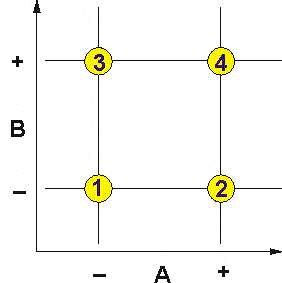 + 3 4
B
– 1 2
– A +